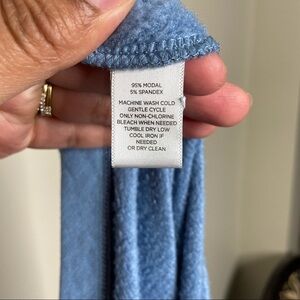 95% MODAL
5% SPANDEX
MACHINE WASH COLD
GENTLE CYCLE
ONLY NON-CHLORINE
BLEACH WHEN NEEDED
TUMBLE DRY LOW
COOL IRON IF
NEEDED
OR DRY CLEAN